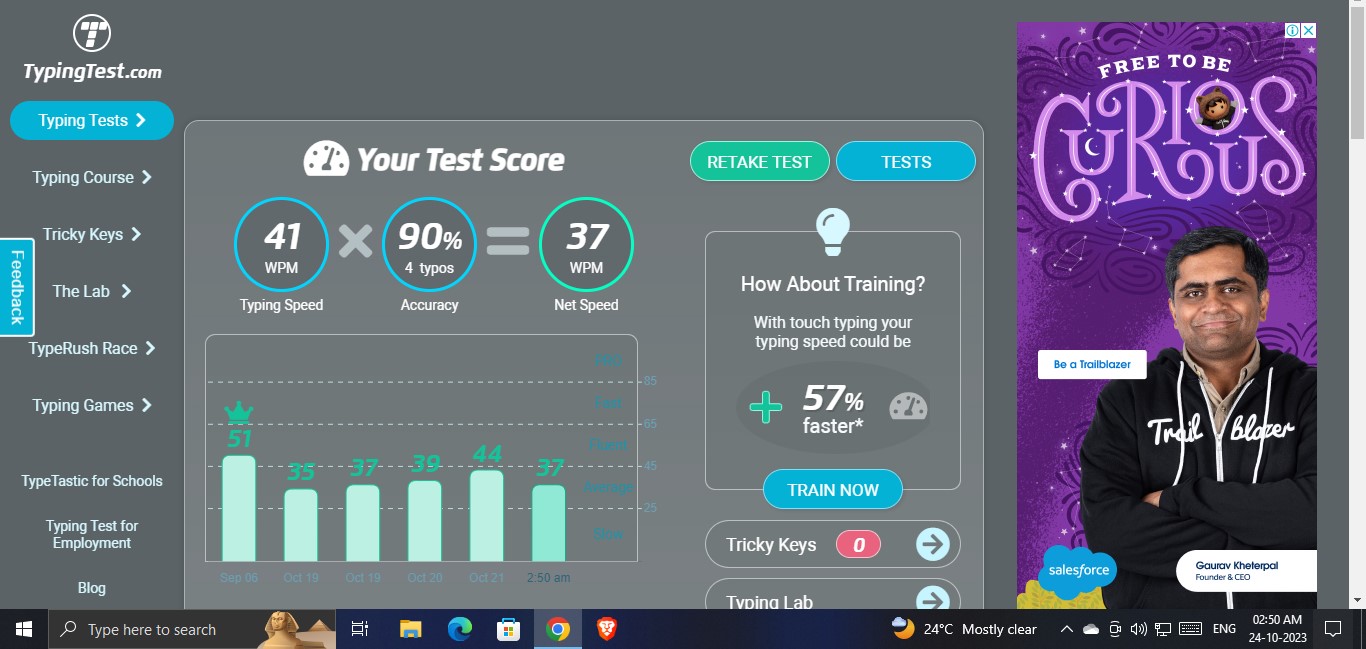 TypingTest.com
Typing Tests
Typing Course
Tricky Keys
The Lab
TypeRush Race
Typing Games
TypeTastic for Schools
Typing Test for
Employment
Blog
Feedback
Your Test Score
41
WPM
Typing Speed
90%
4 typos
Accuracy
37
WPM
Net Speed
Pro
85
Fast
65
Fluent
45
Average
25
Slow
51
35
37
39
44
37
Sep 06
Oct 19
Oct 19
Oct 20
Oct 21
2:50 am
RETAKE TEST
TESTS
How About Training?
With touch typing your
typing speed could be
57%
faster*
TRAIN NOW
Tricky Keys
0
Typing Lab
FREE TO BE
CURIOUS
Be a Trailblazer
Trailblazer
salesforce
Gaurav Kheterpal
Founder & CEO
Type here to search
24°C Mostly clear
ENG
02:50 AM
24-10-2023